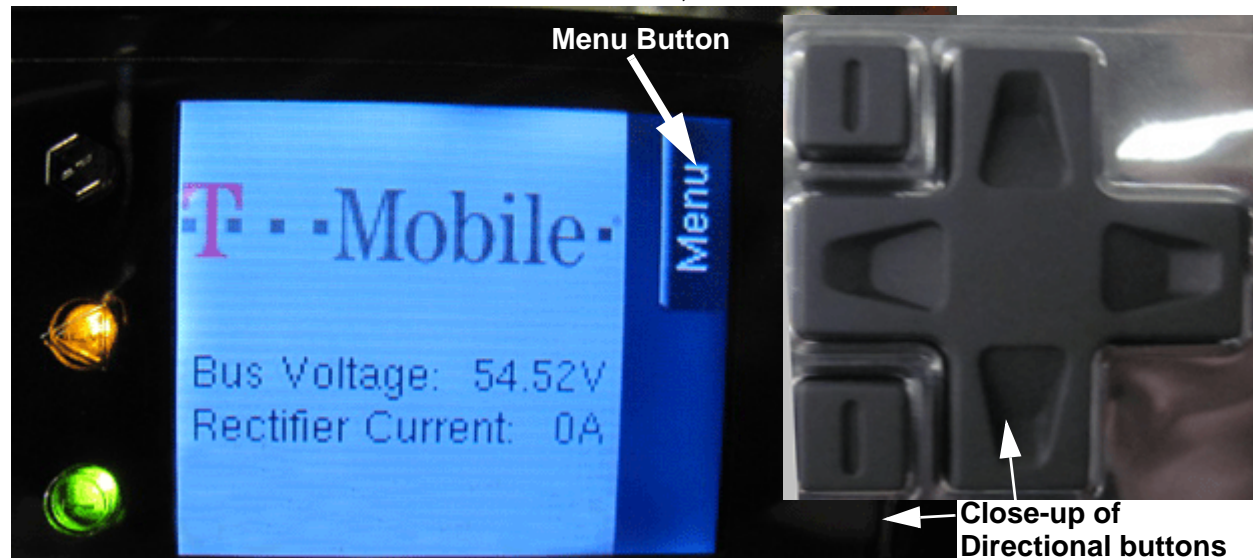 Menu Button
Menu
T · · · Mobile ·
Bus Voltage: 54.52V
Rectifier Current: 0A
Close-up of
Directional buttons